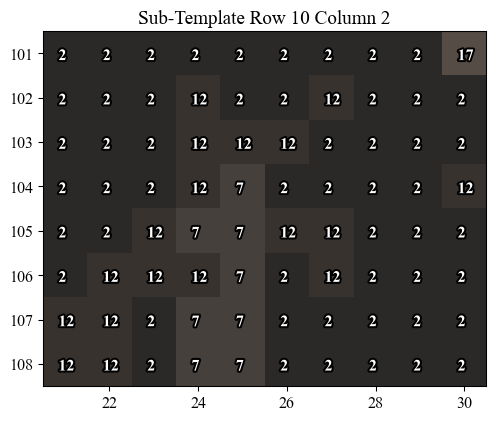 Sub-Template Row 10 Column 2
101 2 2 2 2 2 2 2 2 2 17
102 2 2 2 12 2 2 12 2 2 2
103 2 2 2 12 12 12 2 2 2 2
104 2 2 2 12 7 2 2 2 2 12
105 2 2 12 7 7 12 12 2 2 2
106 2 12 12 12 7 2 12 2 2 2
107 12 12 2 7 7 2 2 2 2 2
108 12 12 2 7 7 2 2 2 2 2
22 24 26 28 30